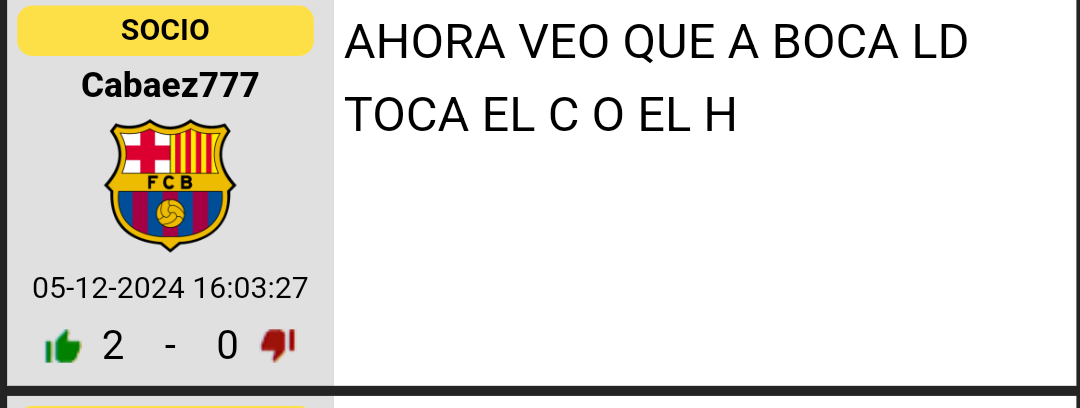 SOCIO
Cabaez777
FCB
05-12-2024 16:03:27
2 - 0
AHORA VEO QUE A BOCA LD
TOCA EL C O EL H